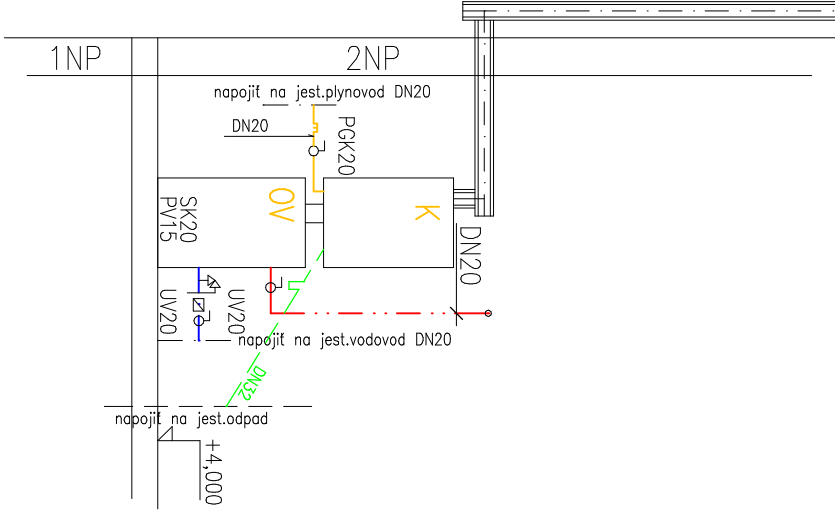 1NP
2NP
napojiť na jest.plynovod DN20
DN20
PGK20
OV
K
SK20
PV15
DN20
UV20
UV20
napojiť na jest.vodovod DN20
DN32
napojiť na jest.odpad
+4,000